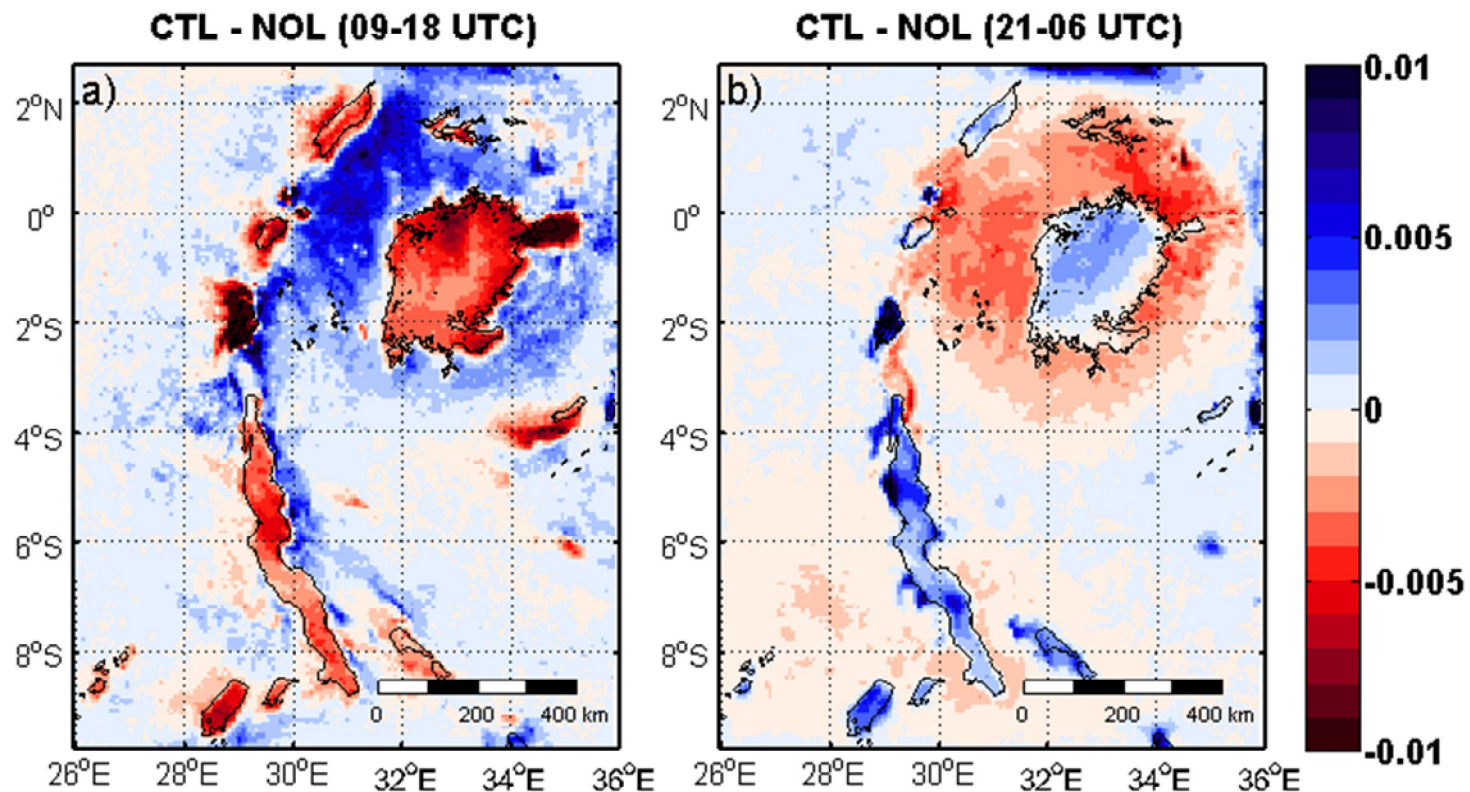 CTL - NOL (09-18 UTC)
CTL - NOL (21-06 UTC)
a)
b)
2°N
0°
2°S
4°S
6°S
8°S
26°E
28°E
30°E
32°E
34°E
36°E
0
200
400 km
2°N
0°
2°S
4°S
6°S
8°S
26°E
28°E
30°E
32°E
34°E
36°E
0
200
400 km
0.01
0.005
0
-0.005
-0.01